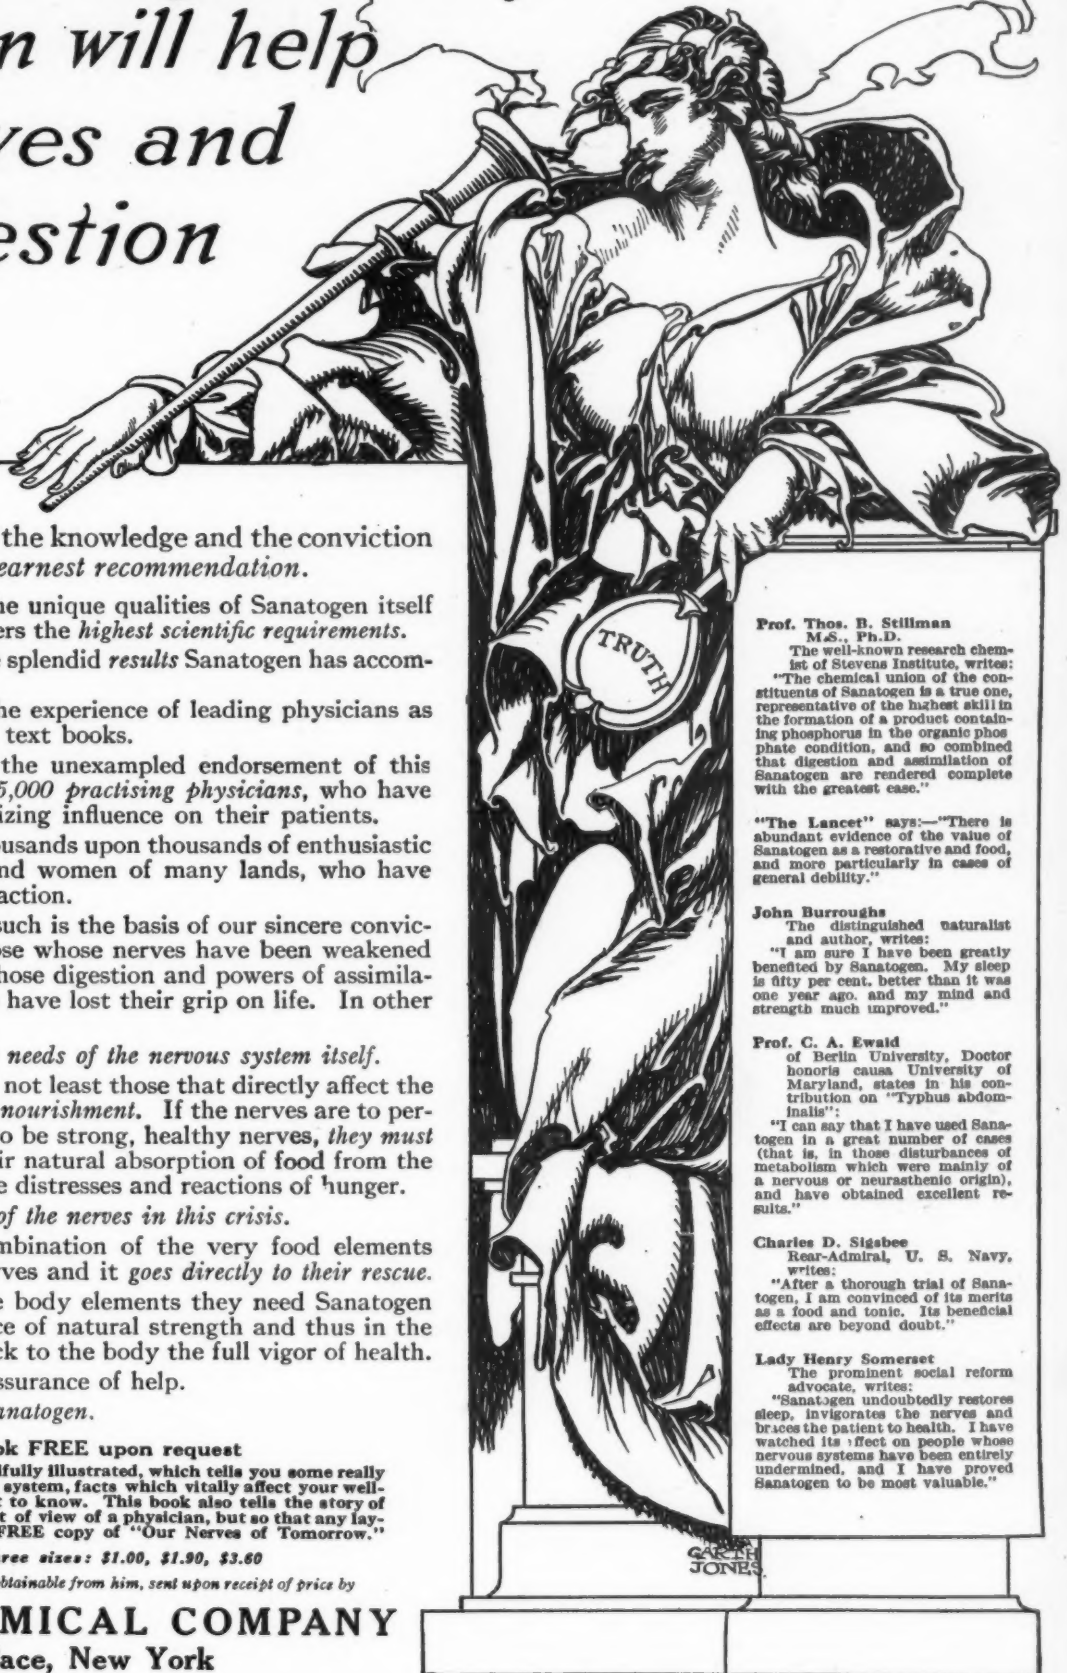 n will help
ves and
estion
the knowledge and the conviction
earnest recommendation.
he unique qualities of Sanatogen itself
ers the highest scientific requirements.
splendid results Sanatogen has accom-
he experience of leading physicians as
text books.
the unexampled endorsement of this
5,000 practising physicians, who have
izing influence on their patients.
ousands upon thousands of enthusiastic
nd women of many lands, who have
action.
such is the basis of our sincere convic-
ose whose nerves have been weakened
hose digestion and powers of assimila-
have lost their grip on life. In other
needs of the nervous system itself.
not least those that directly affect the
nourishment. If the nerves are to per-
o be strong, healthy nerves, they must
ir natural absorption of food from the
e distresses and reactions of hunger.
of the nerves in this crisis.
mbination of the very food elements
rves and it goes directly to their rescue.
e body elements they need Sanatogen
ce of natural strength and thus in the
ck to the body the full vigor of health.
ssurance of help.
anatogen.
ok FREE upon request
ifully illustrated, which tells you some really
system, facts which vitally affect your well-
t to know. This book also tells the story of
t of view of a physician, but so that any lay-
FREE copy of "Our Nerves of Tomorrow."
ree sizes: $1.00, $1.90, $3.60
btainable from him, sent upon receipt of price by
MICAL COMPANY
ace, New York
TRUTH
Prof. Thos. B. Stillman
M.S., Ph.D.
The well-known research chem-
ist of Stevens Institute, writes:
"The chemical union of the con-
stituents of Sanatogen is a true one,
representative of the highest skill in
the formation of a product contain-
ing phosphorus in the organic phos
phate condition, and so combined
that digestion and assimilation of
Sanatogen are rendered complete
with the greatest ease."
"The Lancet" says:—"There is
abundant evidence of the value of
Sanatogen as a restorative and food,
and more particularly in cases of
general debility."
John Burroughs
The distinguished naturalist
and author, writes:
"I am sure I have been greatly
benefited by Sanatogen. My sleep
is fifty per cent. better than it was
one year ago. and my mind and
strength much improved."
Prof. C. A. Ewald
of Berlin University, Doctor
honoris causa University of
Maryland, states in his con-
tribution on "Typhus abdom-
inalis":
"I can say that I have used Sana-
togen in a great number of cases
(that is, in those disturbances of
metabolism which were mainly of
a nervous or neurasthenic origin),
and have obtained excellent re-
sults."
Charles D. Sigsbee
Rear-Admiral, U. S. Navy,
writes:
"After a thorough trial of Sana-
togen, I am convinced of its merits
as a food and tonic. Its beneficial
effects are beyond doubt."
Lady Henry Somerset
The prominent social reform
advocate, writes:
"Sanatogen undoubtedly restores
sleep, invigorates the nerves and
braces the patient to health. I have
watched its effect on people whose
nervous systems have been entirely
undermined, and I have proved
Sanatogen to be most valuable."
GARTH
JONES